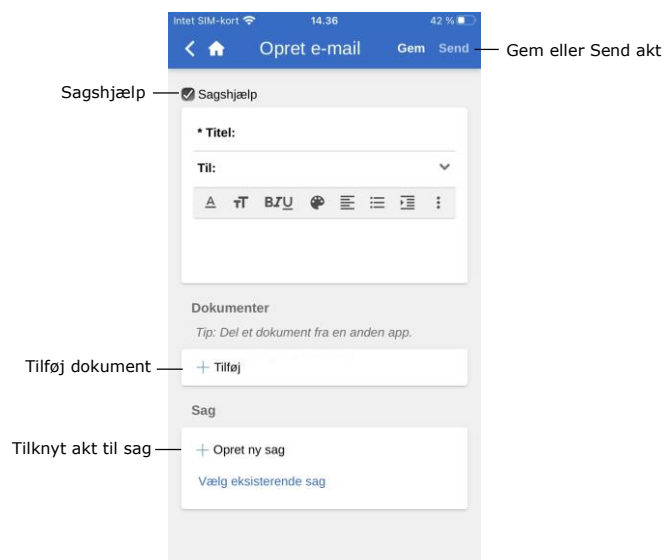 Intet SIM-kort 14.36 42 %
Opret e-mail Gem Send
Gem eller Send akt
Sagshjælp
Sagshjælp
* Titel:
Til:
A TT BIU
Dokumenter
Tip: Del et dokument fra en anden app.
Tilføj dokument
+ Tilføj
Sag
Tilknyt akt til sag
+ Opret ny sag
Vælg eksisterende sag